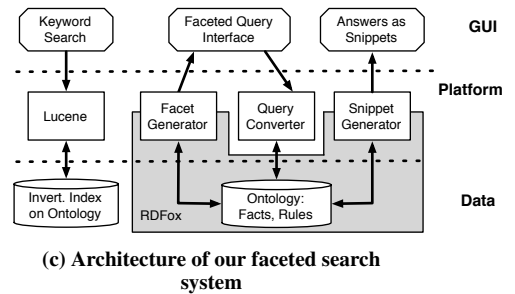 Keyword
Search
Faceted Query
Interface
Answers as
Snippets
GUI
Platform
Lucene
Facet
Generator
Query
Converter
Snippet
Generator
Invert. Index
on Ontology
RDFox
Ontology:
Facts, Rules
Data
(c) Architecture of our faceted search
system